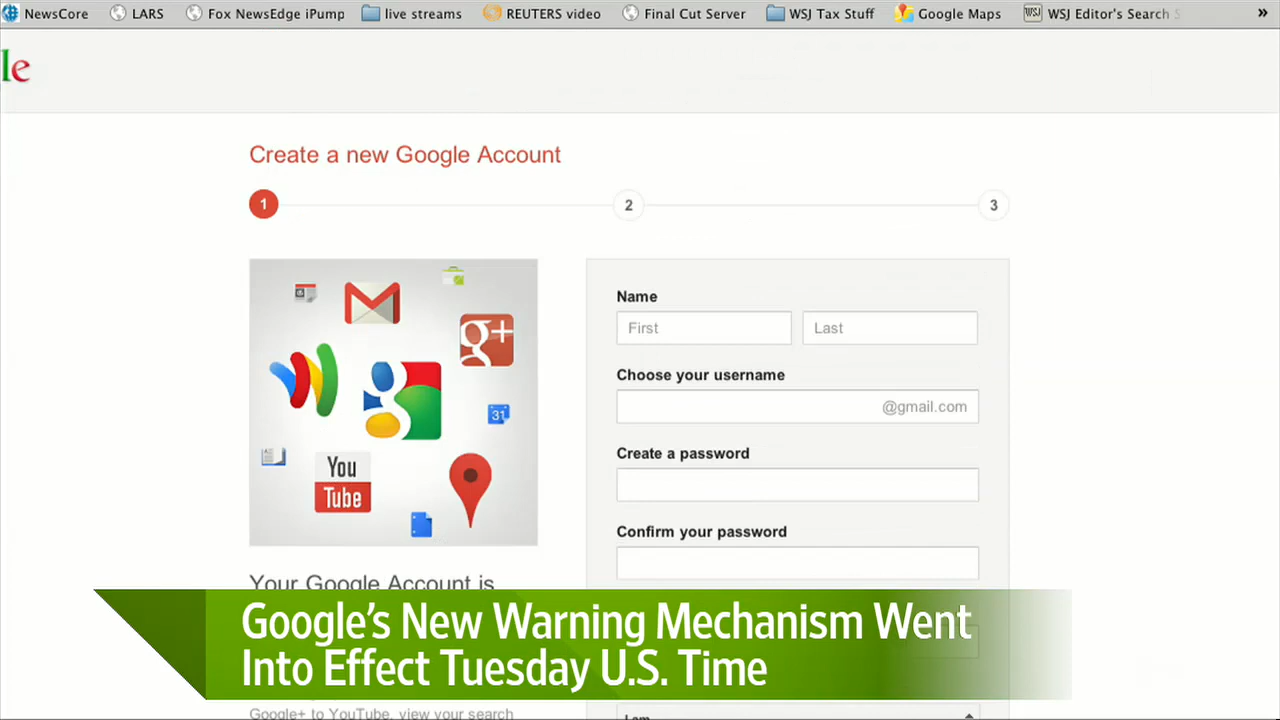 NewsCore LARS Fox NewsEdge iPump live streams REUTERS video Final Cut Server WSJ Tax Stuff Google Maps WSJ WSJ Editor's Search »
le
Create a new Google Account
1 2 3
Name
First Last
Choose your username
@gmail.com
Create a password
Confirm your password
g+
g
31
You
Tube
Your Google Account is
Google's New Warning Mechanism Went
Into Effect Tuesday U.S. Time
Google+ to YouTube, view your search
I am